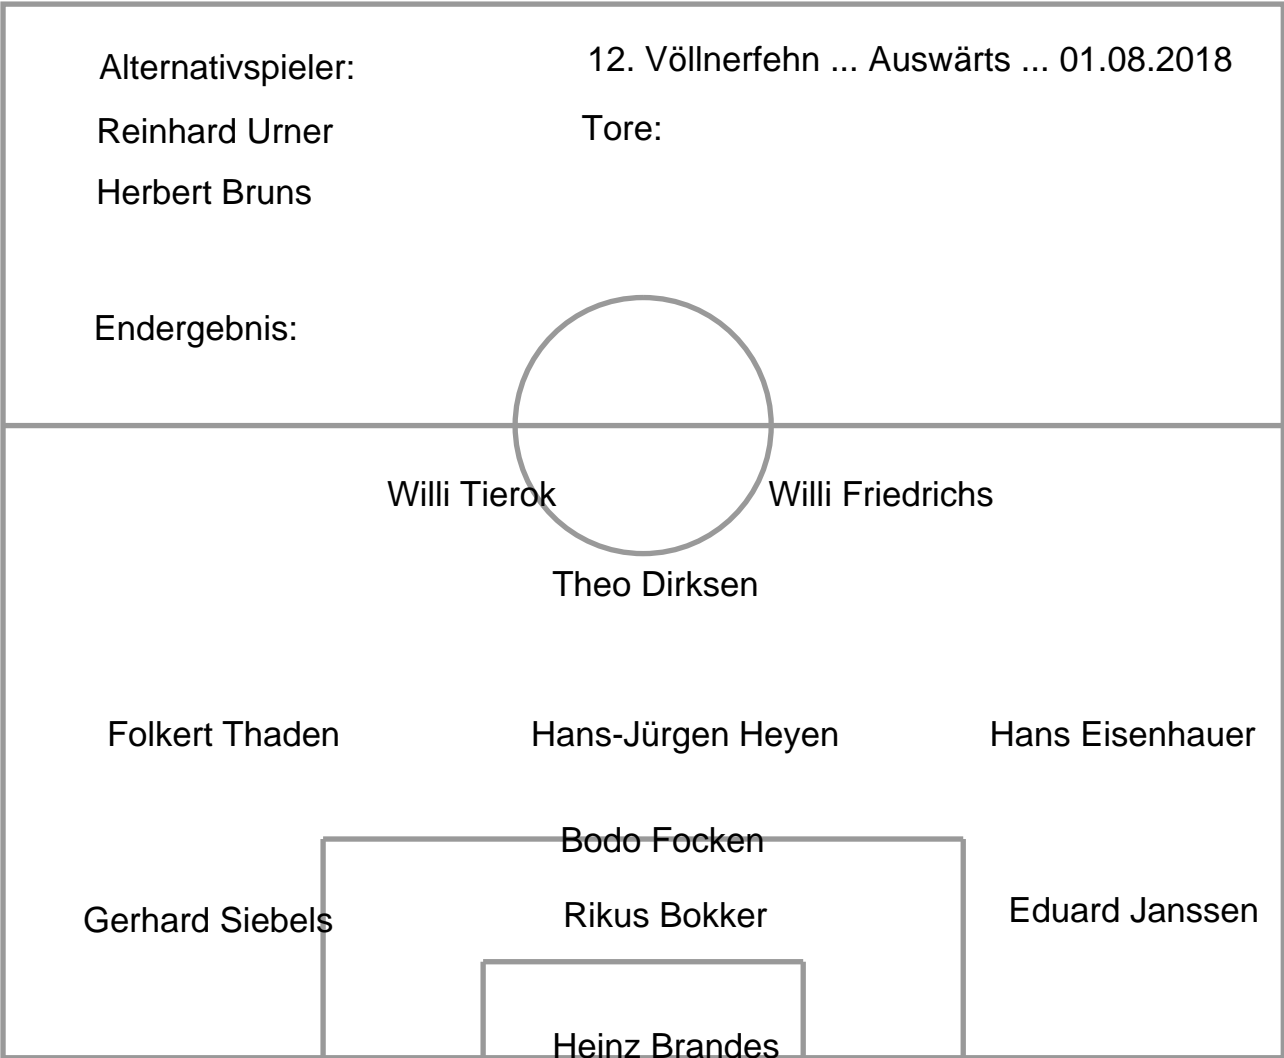 Alternativspieler:
12. Völlnerfehn ... Auswärts ... 01.08.2018
Reinhard Urner
Tore:
Herbert Bruns
Endergebnis:
Willi Tierok
Willi Friedrichs
Theo Dirksen
Folkert Thaden
Hans-Jürgen Heyen
Hans Eisenhauer
Bodo Focken
Gerhard Siebels
Rikus Bokker
Eduard Janssen
Heinz Brandes